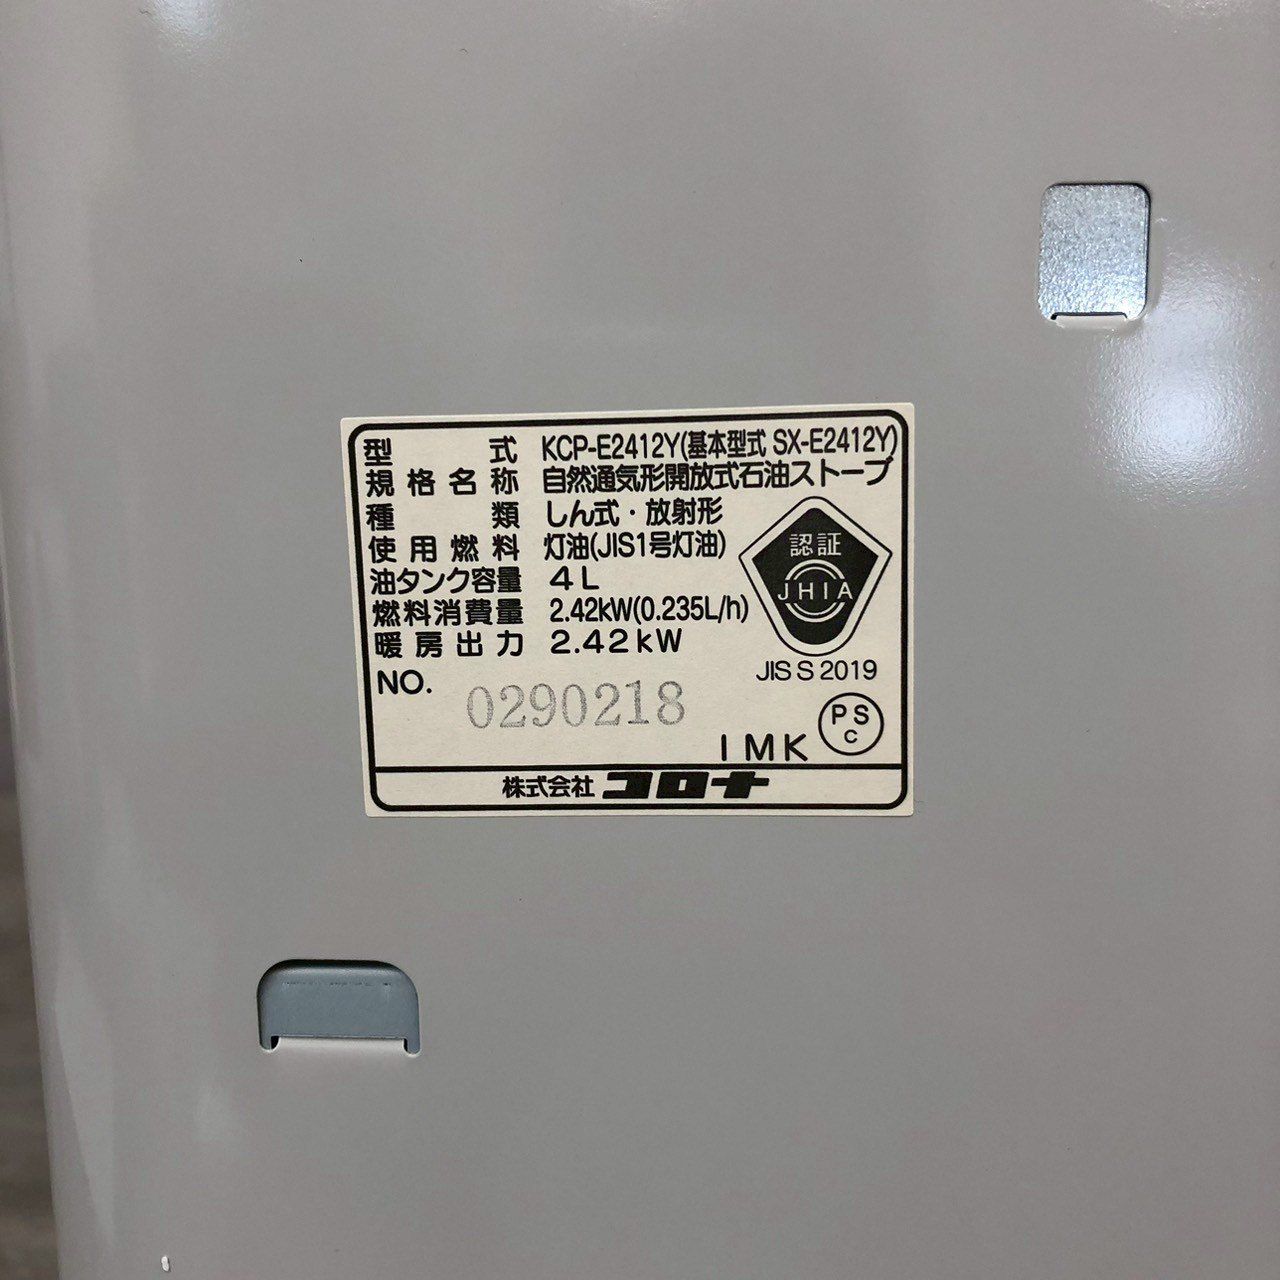 型式 KCP-E2412Y(基本型式 SX-E2412Y)
規格名称 自然通気形開放式石油ストーブ
種類 しん式・放射形
使用燃料 灯油(JIS1号灯油)
油タンク容量 4L
燃料消費量 2.42kW(0.235L/h)
暖房出力 2.42kW
認証
JHIA
JIS S 2019
NO. 0290218
IMK
PS
C
株式会社 コロナ